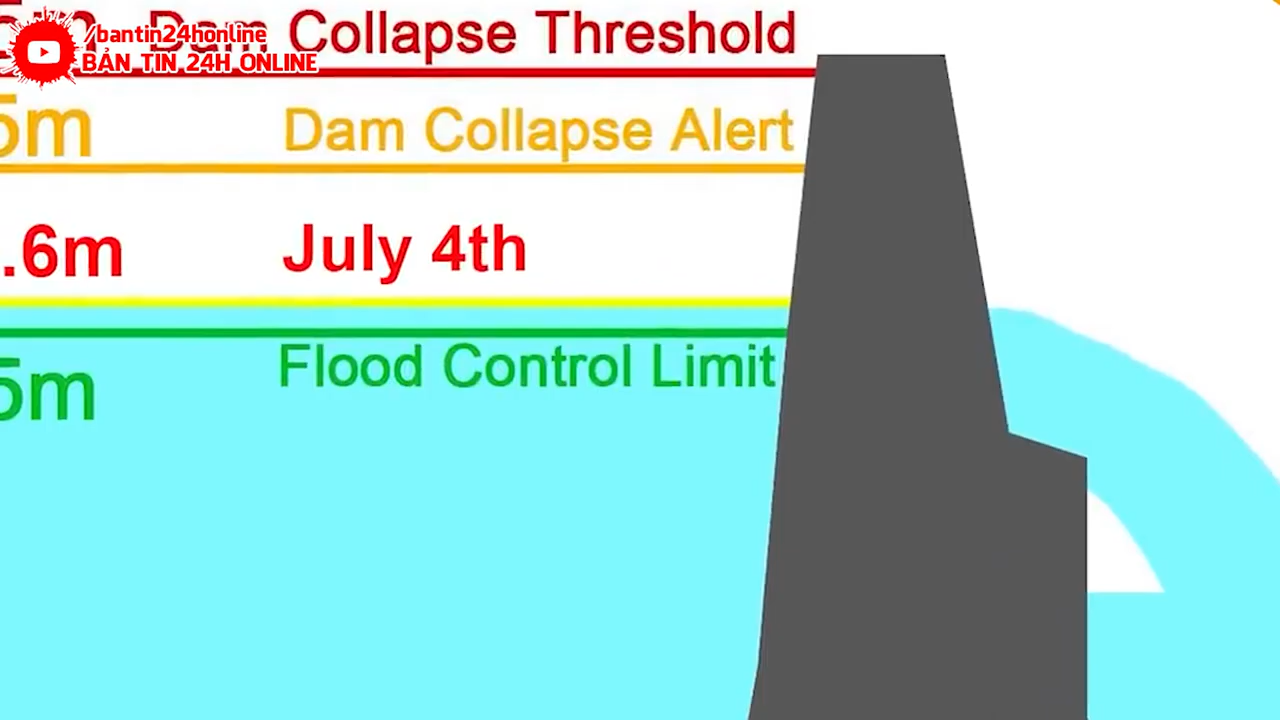 /bantin24honline
BẢN TIN 24H ONLINE
Dam Collapse Threshold
5m Dam Collapse Alert
.6m July 4th
Flood Control Limit
5m